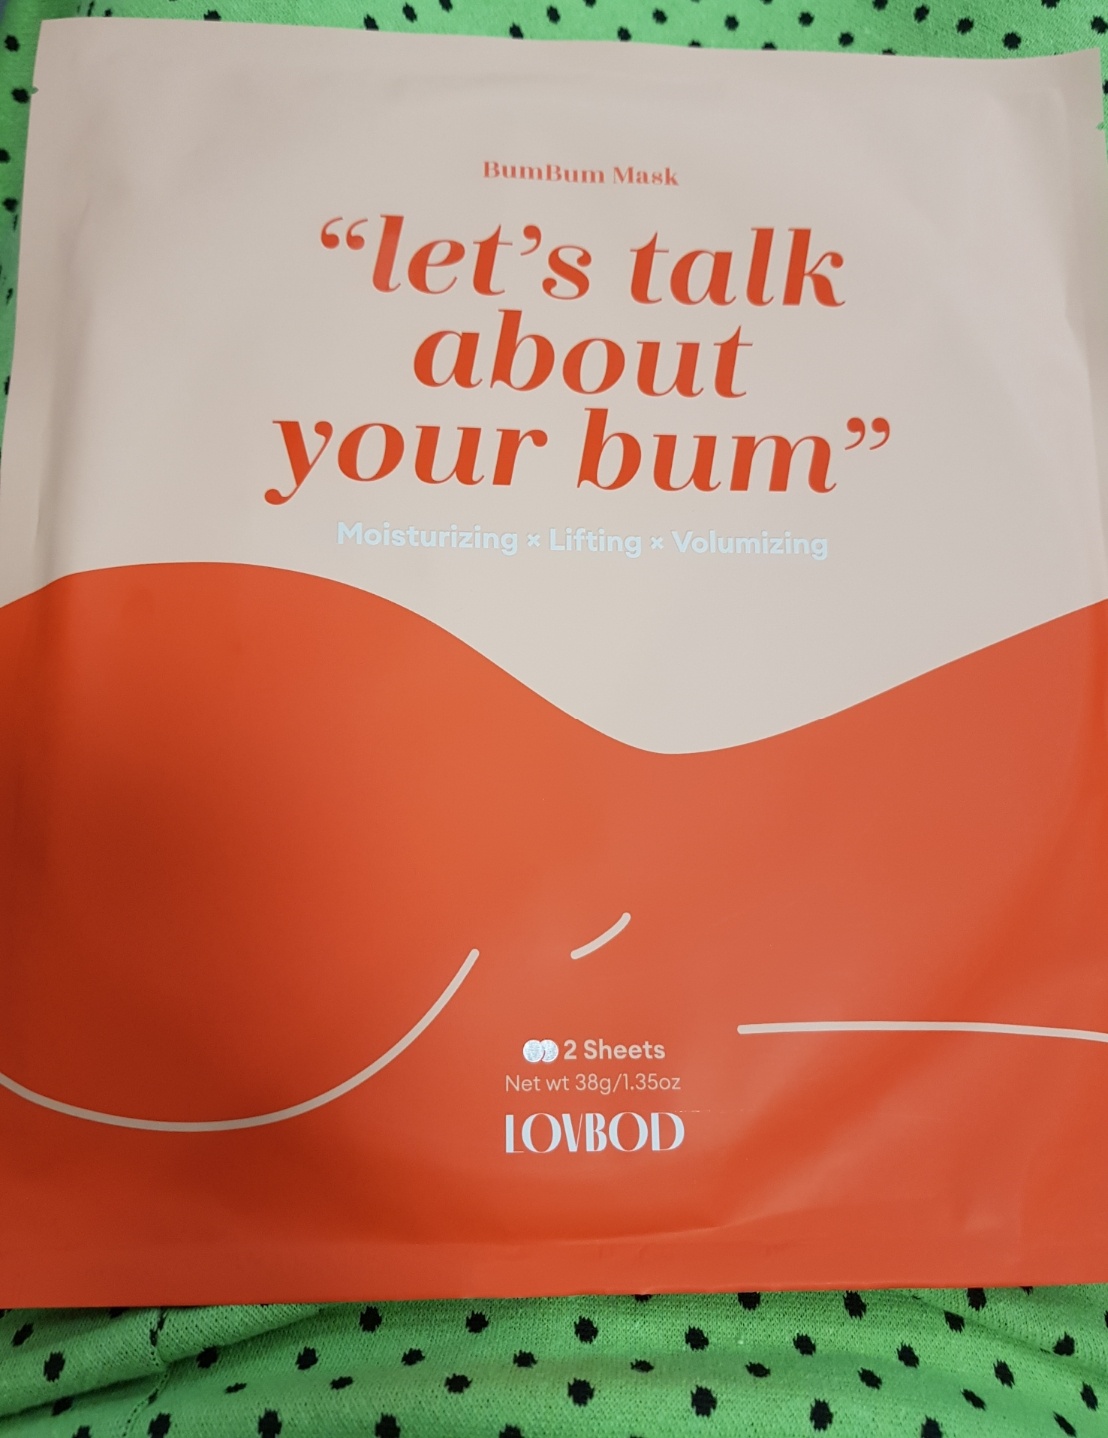 BumBum Mask
“let’s talk
about
your bum”
Moisturizing × Lifting × Volumizing
2 Sheets
Net wt 38g/1.35oz
LOVBOD